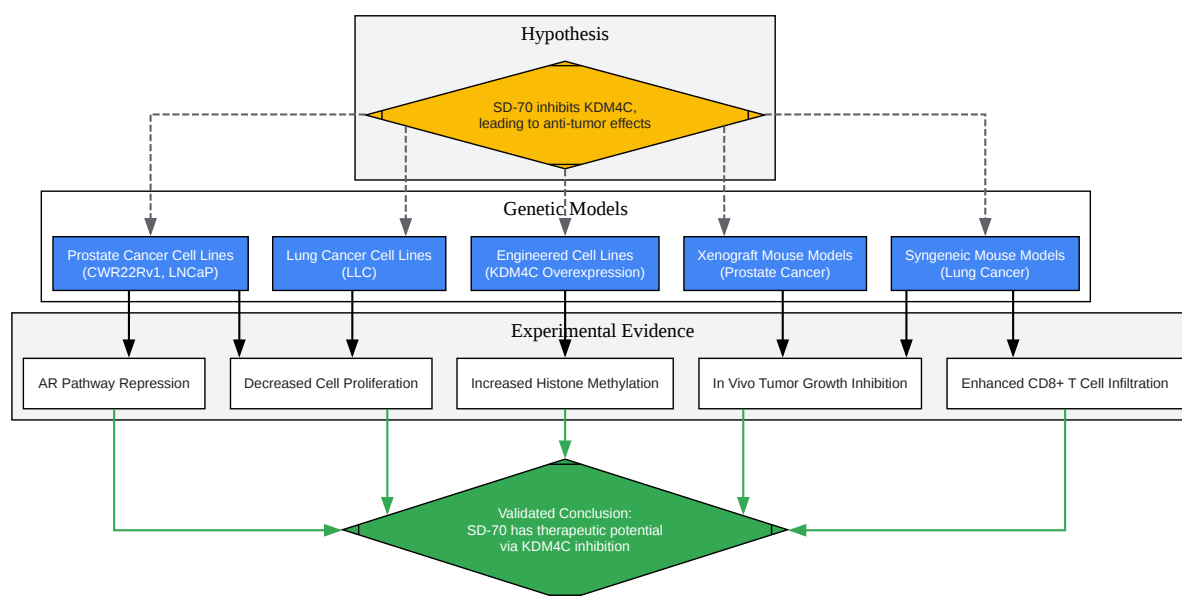 Hypothesis
SD-70 inhibits KDM4C,
leading to anti-tumor effects
Genetic Models
Prostate Cancer Cell Lines
(CWR22Rv1, LNCaP)
Lung Cancer Cell Lines
(LLC)
Engineered Cell Lines
(KDM4C Overexpression)
Xenograft Mouse Models
(Prostate Cancer)
Syngeneic Mouse Models
(Lung Cancer)
Experimental Evidence
AR Pathway Repression
Decreased Cell Proliferation
Increased Histone Methylation
In Vivo Tumor Growth Inhibition
Enhanced CD8+ T Cell Infiltration
Validated Conclusion:
SD-70 has therapeutic potential
via KDM4C inhibition